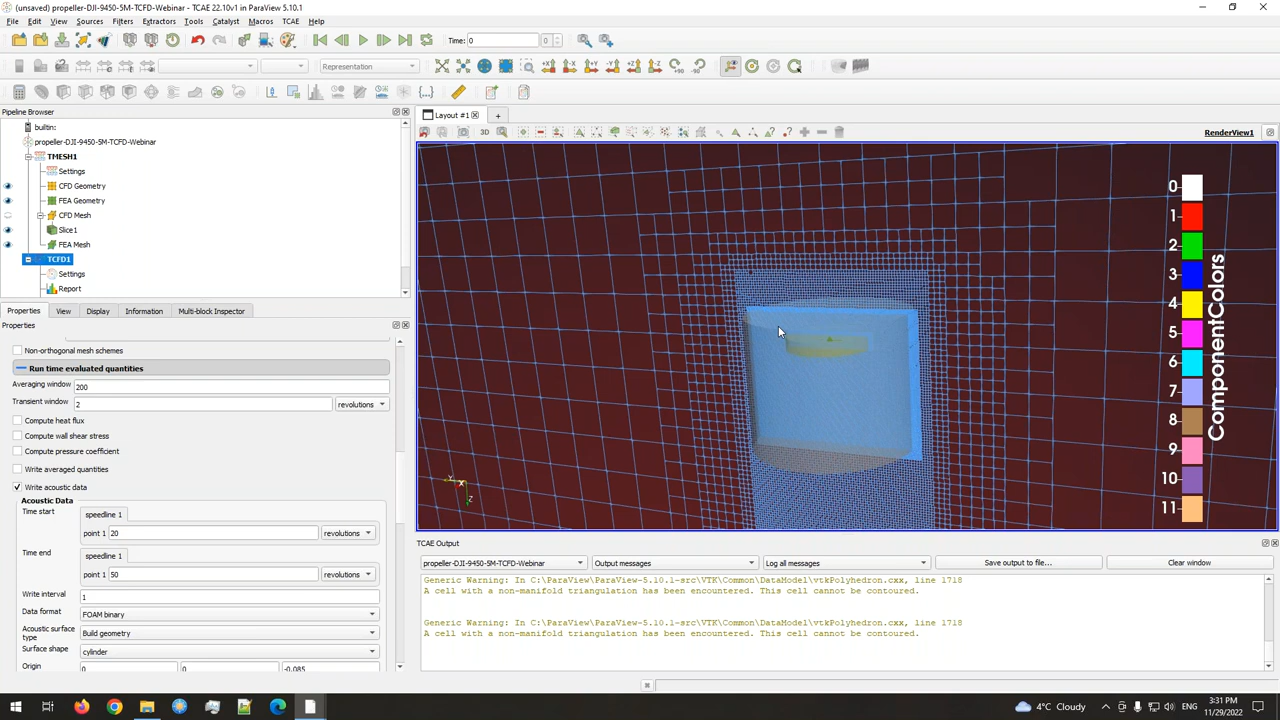 (unsaved) propeller-DJI-9450-5M-TCFD-Webinar - TCAE 22.10v1 in ParaView 5.10.1
File Edit View Sources Filters Extractors Tools Catalyst Macros TCAE Help
Time: 0 0
Representation
Pipeline Browser
Layout #1
builtin:
propeller-DJI-9450-5M-TCFD-Webinar
TMESH1
Settings
CFD Geometry
FEA Geometry
CFD Mesh
Slice1
FEA Mesh
TCFD1
Settings
Report
3D
RenderView1
Properties View Display Information Multi-block Inspector
Properties
Non-orthogonal mesh schemes
Run time evaluated quantities
Averaging window 200
Transient window 2 revolutions
Compute heat flux
Compute wall shear stress
Compute pressure coefficient
Write averaged quantities
Write acoustic data
Acoustic Data
Time start speedline 1
point 1 20 revolutions
Time end speedline 1
point 1 50 revolutions
Write interval 1
Data format FOAM binary
Acoustic surface type Build geometry
Surface shape cylinder
Origin 0 0 -0.085
0
1
2
3
4
5
6
7
8
9
10
11
ComponentColors
X
Z
TCAE Output
propeller-DJI-9450-5M-TCFD-Webinar Output messages Log all messages Save output to file... Clear window
Generic Warning: In C:\ParaView\ParaView-5.10.1-src\VTK\Common\DataModel\vtkPolyhedron.cxx, line 1718
A cell with a non-manifold triangulation has been encountered. This cell cannot be contoured.
Generic Warning: In C:\ParaView\ParaView-5.10.1-src\VTK\Common\DataModel\vtkPolyhedron.cxx, line 1718
A cell with a non-manifold triangulation has been encountered. This cell cannot be contoured.
4°C Cloudy
ENG
3:31 PM
11/29/2022